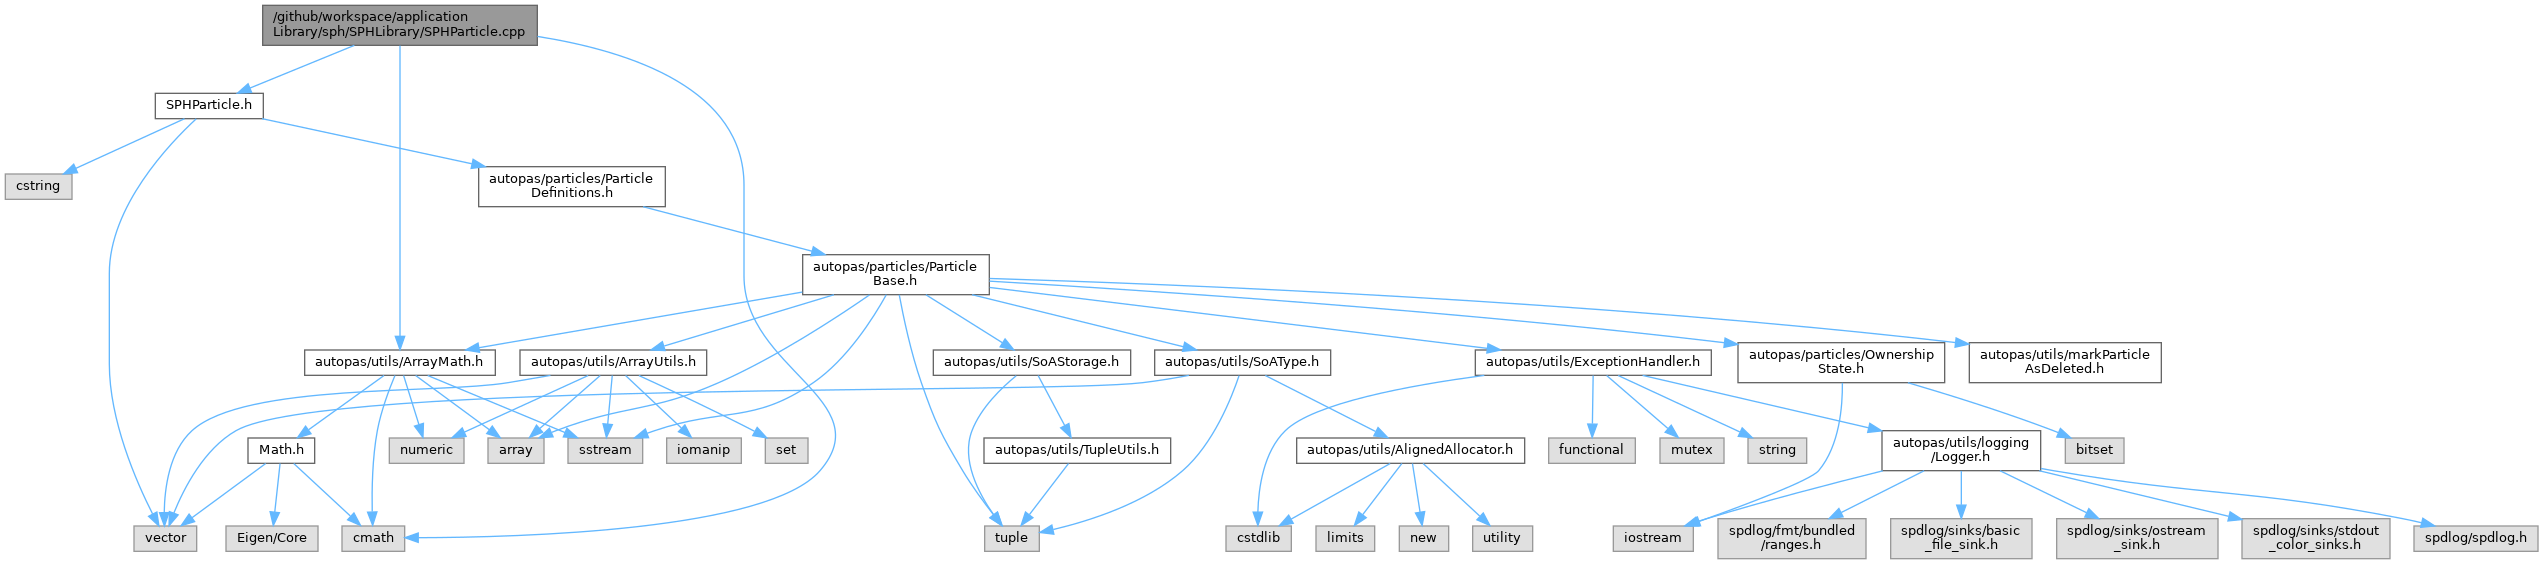 /github/workspace/application
Library/sph/SPHLibrary/SPHParticle.cpp
SPHParticle.h
cstring
autopas/particles/Particle
Definitions.h
autopas/particles/Particle
Base.h
autopas/utils/ArrayMath.h
autopas/utils/ArrayUtils.h
autopas/utils/SoAStorage.h
autopas/utils/SoAType.h
autopas/utils/ExceptionHandler.h
autopas/particles/Ownership
State.h
autopas/utils/markParticle
AsDeleted.h
Math.h
numeric
array
sstream
iomanip
set
autopas/utils/TupleUtils.h
autopas/utils/AlignedAllocator.h
functional
mutex
string
autopas/utils/logging
/Logger.h
bitset
vector
Eigen/Core
cmath
tuple
cstdlib
limits
new
utility
iostream
spdlog/fmt/bundled
/ranges.h
spdlog/sinks/basic
_file_sink.h
spdlog/sinks/ostream
_sink.h
spdlog/sinks/stdout
_color_sinks.h
spdlog/spdlog.h